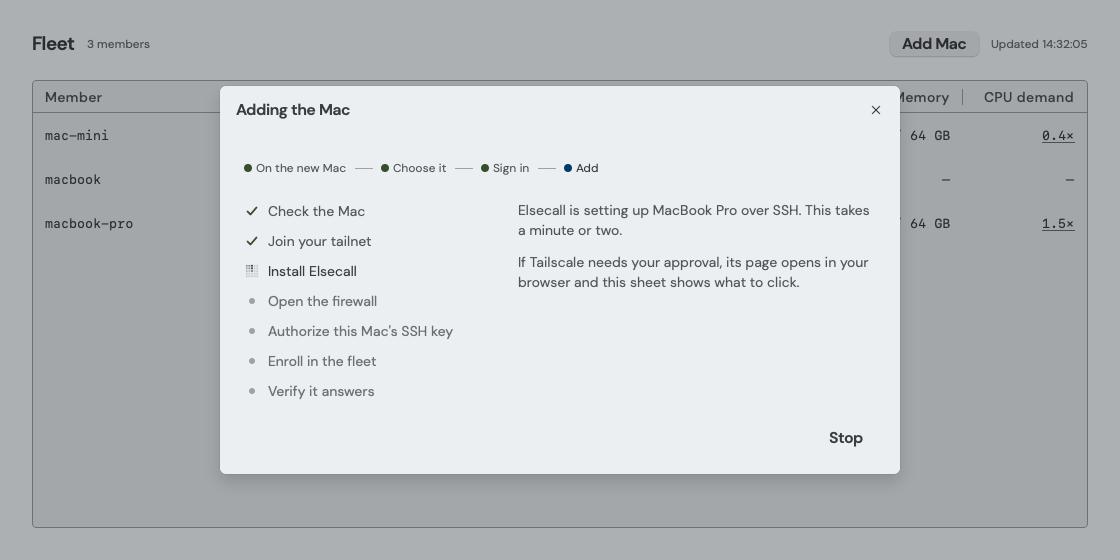 Fleet 3 members Add Mac Updated 14:32:05
Member Memory CPU demand
Adding the Mac ×
mac-mini 64 GB 0.4×
On the new Mac Choose it Sign in Add
macbook — —
Check the Mac
Elsecall is setting up MacBook Pro over SSH. This takes
a minute or two.
macbook-pro 64 GB 1.5×
Join your tailnet
Install Elsecall
If Tailscale needs your approval, its page opens in your
browser and this sheet shows what to click.
Open the firewall
Authorize this Mac's SSH key
Enroll in the fleet
Verify it answers
Stop